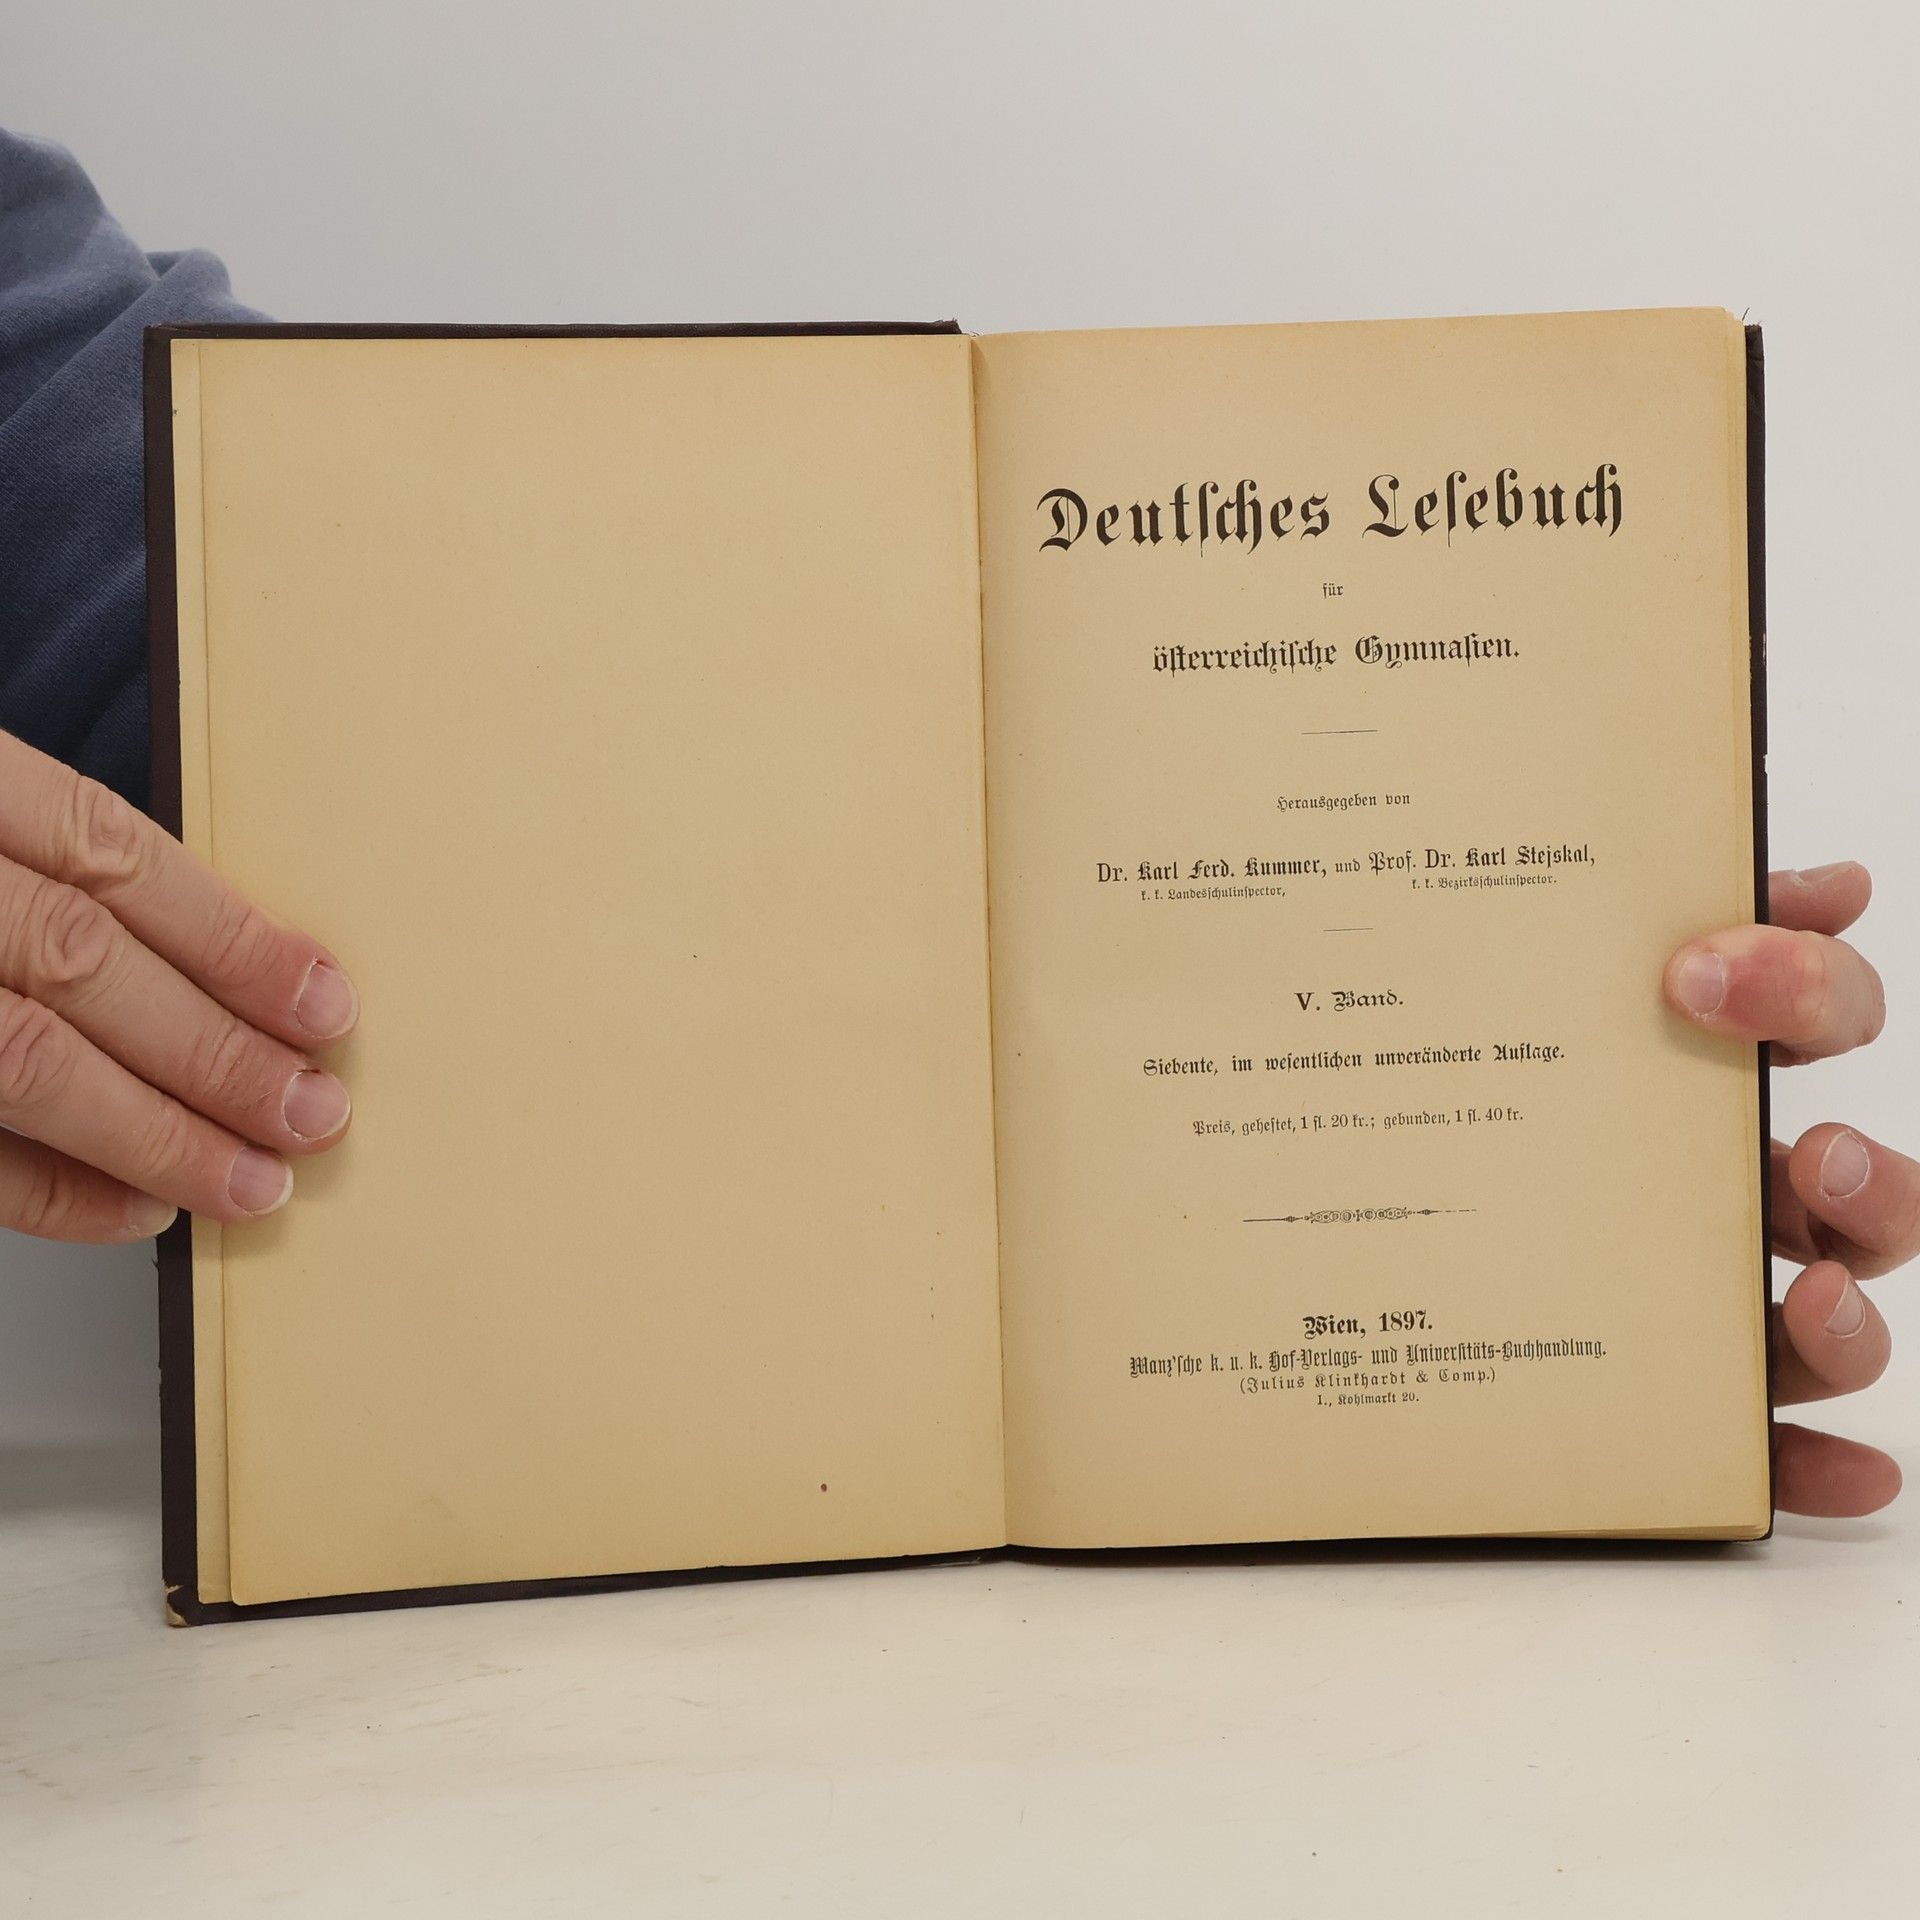 Deutſches Leſebuch
für
öſterreichiſche Gymnaſien.
Herausgegeben von
Dr. Karl Ferd. Kummer, und Prof. Dr. Karl Stejskal,
k. k. Landesſchulinſpector, k. k. Bezirksſchulinſpector.
V. Band.
Siebente, im weſentlichen unveränderte Auflage.
Preis, geheftet, 1 fl. 20 kr.; gebunden, 1 fl. 40 kr.
Wien, 1897.
Manz'ſche k. u. k. Hof-Verlags- und Univerſitäts-Buchhandlung.
(Julius Klinkhardt & Comp.)
I., Kohlmarkt 20.